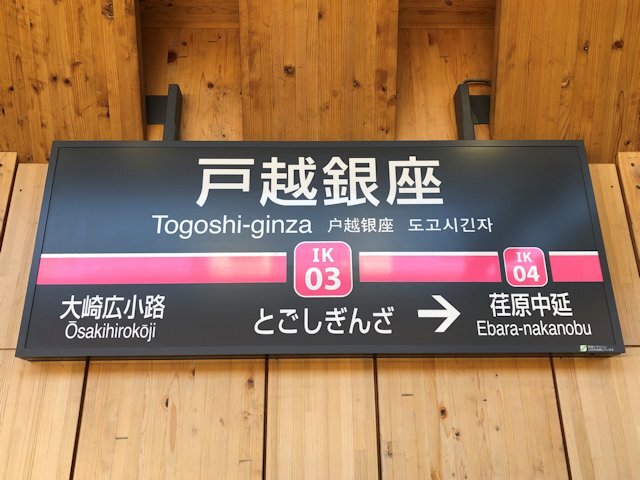 戸越銀座
Togoshi-ginza 户越银座 도고시긴자
IK 03
IK 04
大崎広小路
Ōsakihirokōji
とごしぎんざ
荏原中延
Ebara-nakanobu